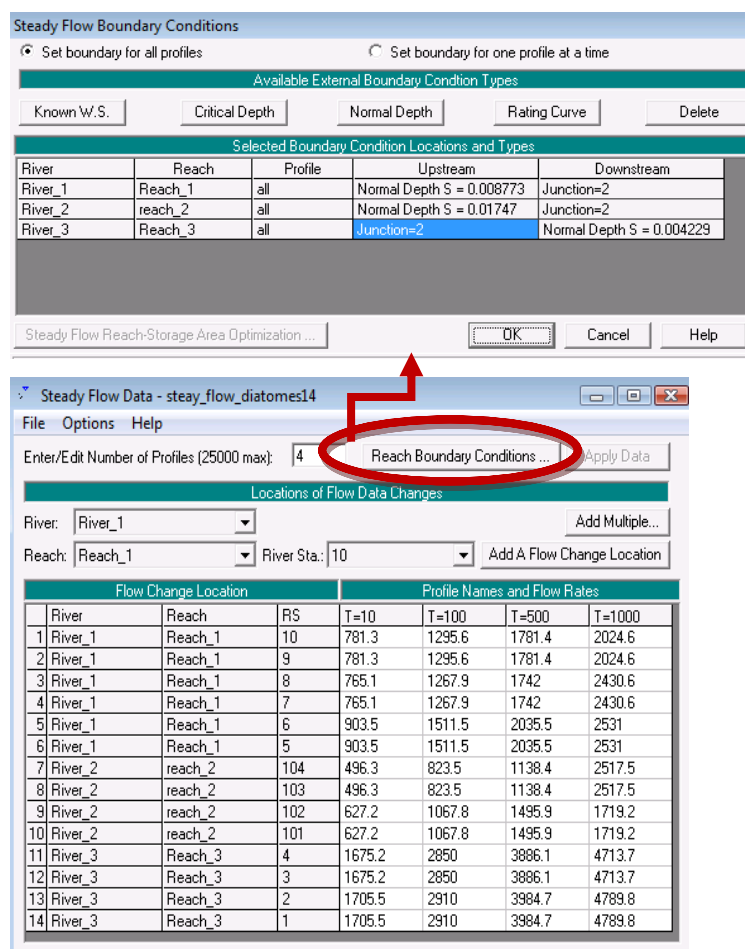 Steady Flow Boundary Conditions
Set boundary for all profiles Set boundary for one profile at a time
Available External Boundary Condtion Types
Known W.S. Critical Depth Normal Depth Rating Curve Delete
Selected Boundary Condition Locations and Types
River Reach Profile Upstream Downstream
River_1 Reach_1 all Normal Depth S = 0.008773 Junction=2
River_2 reach_2 all Normal Depth S = 0.01747 Junction=2
River_3 Reach_3 all Junction=2 Normal Depth S = 0.004229
Steady Flow Reach-Storage Area Optimization ... OK Cancel Help
Steady Flow Data - steay_flow_diatomes14
File Options Help
Enter/Edit Number of Profiles (25000 max): 4 Reach Boundary Conditions ... Apply Data
Locations of Flow Data Changes
River: River_1 Add Multiple...
Reach: Reach_1 River Sta.: 10 Add A Flow Change Location
Flow Change Location Profile Names and Flow Rates
River Reach RS T=10 T=100 T=500 T=1000
1 River_1 Reach_1 10 781.3 1295.6 1781.4 2024.6
2 River_1 Reach_1 9 781.3 1295.6 1781.4 2024.6
3 River_1 Reach_1 8 765.1 1267.9 1742 2430.6
4 River_1 Reach_1 7 765.1 1267.9 1742 2430.6
5 River_1 Reach_1 6 903.5 1511.5 2035.5 2531
6 River_1 Reach_1 5 903.5 1511.5 2035.5 2531
7 River_2 reach_2 104 496.3 823.5 1138.4 2517.5
8 River_2 reach_2 103 496.3 823.5 1138.4 2517.5
9 River_2 reach_2 102 627.2 1067.8 1495.9 1719.2
10 River_2 reach_2 101 627.2 1067.8 1495.9 1719.2
11 River_3 Reach_3 4 1675.2 2850 3886.1 4713.7
12 River_3 Reach_3 3 1675.2 2850 3886.1 4713.7
13 River_3 Reach_3 2 1705.5 2910 3984.7 4789.8
14 River_3 Reach_3 1 1705.5 2910 3984.7 4789.8